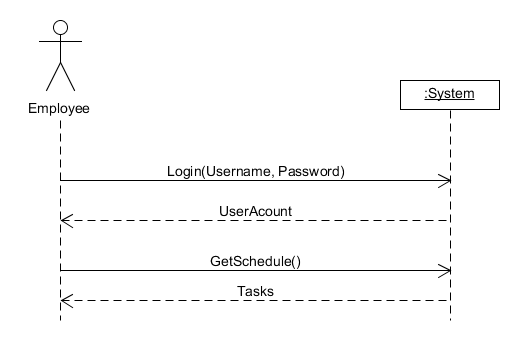 :System
Employee
Login(Username, Password)
UserAcount
GetSchedule()
Tasks